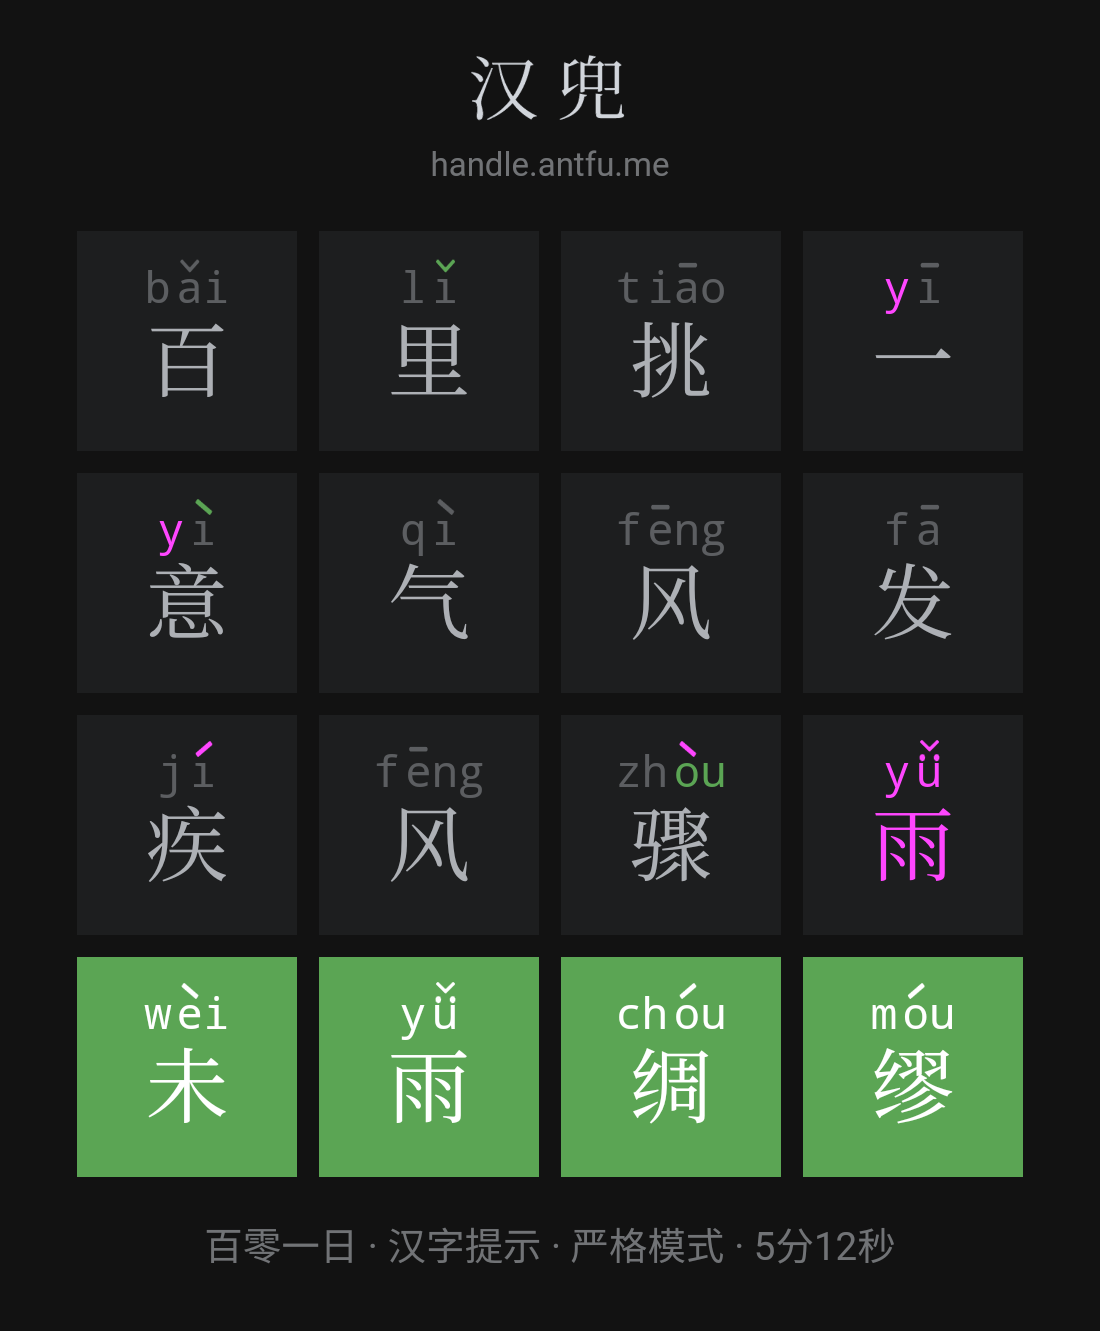 汉兜
handle.antfu.me
bǎi lǐ tiāo yī
百 里 挑 一
yì qì fēng fā
意 气 风 发
jí fēng zhòu yǚ
疾 风 骤 雨
wèi yǚ chóu móu
未 雨 绸 缪
百零一日 · 汉字提示 · 严格模式 · 5分12秒